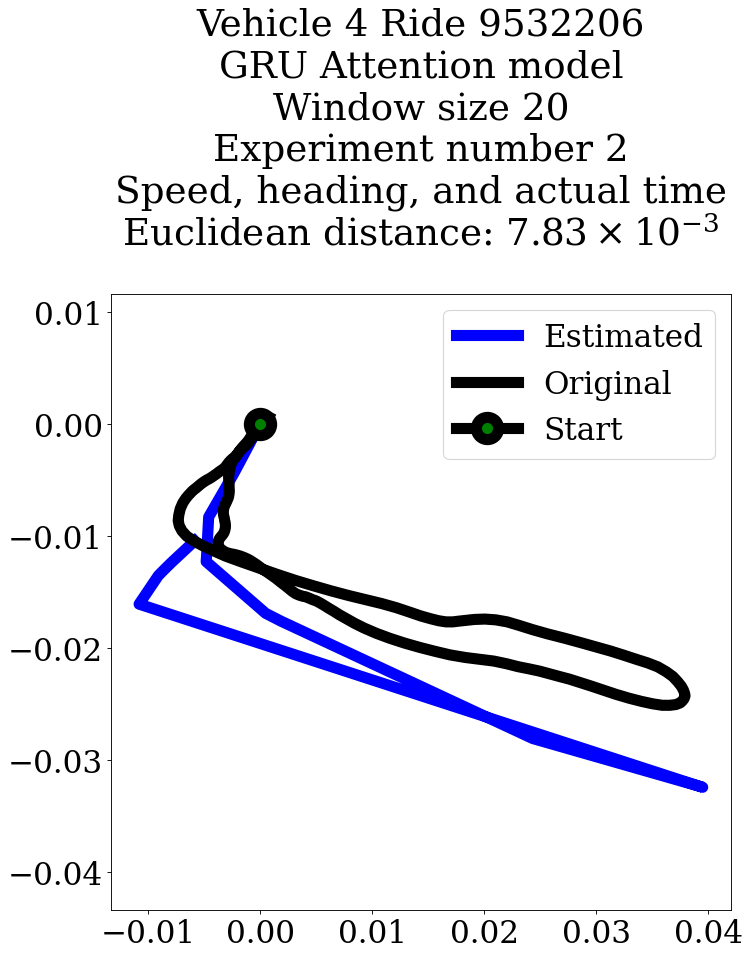 Vehicle 4 Ride 9532206
GRU Attention model
Window size 20
Experiment number 2
Speed, heading, and actual time
Euclidean distance: 7.83 × 10⁻³
Estimated
Original
Start
0.01
0.00
−0.01
−0.02
−0.03
−0.04
−0.01 0.00 0.01 0.02 0.03 0.04